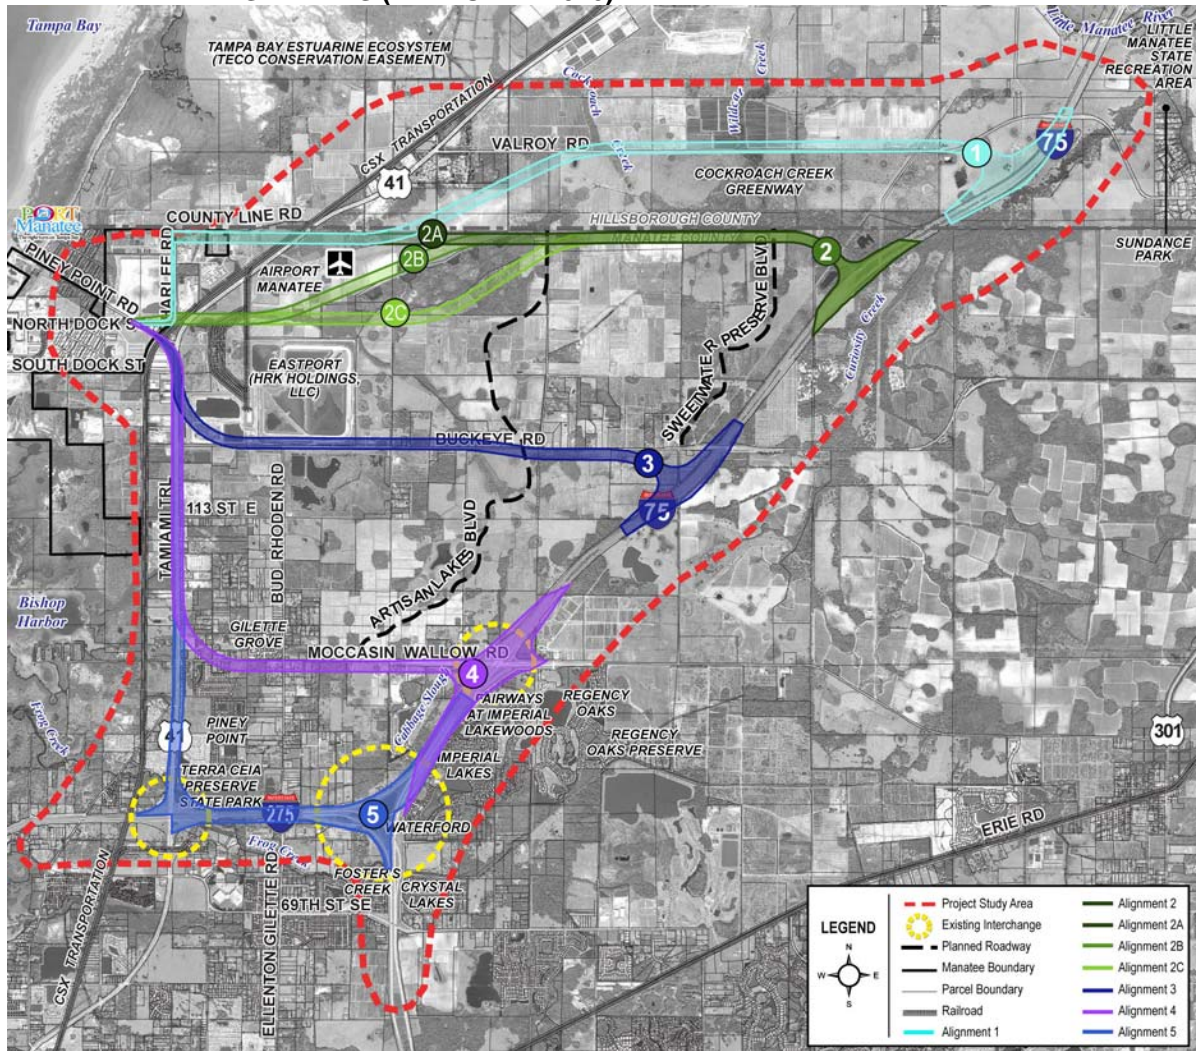 Tampa Bay
TAMPA BAY ESTUARINE ECOSYSTEM
(TECO CONSERVATION EASEMENT)
Little Manatee River
LITTLE
MANATEE
STATE
RECREATION
AREA
CSX TRANSPORTATION
Cockroach
Creek
Wildcat
Creek
VALROY RD
1
75
41
COCKROACH CREEK
GREENWAY
PORT
Manatee
COUNTY LINE RD
HILLSBOROUGH COUNTY
MANATEE COUNTY
2A
2B
2
2C
SUNDANCE
PARK
PINEY POINT RD
HARLEE RD
AIRPORT
MANATEE
NORTH DOCK S
SOUTH DOCK ST
EASTPORT
(HRK HOLDINGS,
LLC)
SWEETWATER PRESERVE BLVD
Curiosity Creek
BUCKEYE RD
3
75
TAMIAMI TRL
113 ST E
BUD RHODEN RD
ARTISAN LAKES BLVD
Bishop
Harbor
GILETTE
GROVE
MOCCASIN WALLOW RD
4
Cabbage Slough
FAIRWAYS
AT IMPERIAL
LAKEWOODS
REGENCY
OAKS
REGENCY
OAKS PRESERVE
Frog Creek
41
PINEY
POINT
301
IMPERIAL
LAKES
TERRA CEIA
PRESERVE
STATE PARK
275
5
WATERFORD
ERIE RD
Frog Creek
FOSTER'S
CREEK
CRYSTAL
LAKES
69TH ST SE
ELLENTON GILETTE RD
CSX TRANSPORTATION
LEGEND
N
W
E
S
Project Study Area
Existing Interchange
Planned Roadway
Manatee Boundary
Parcel Boundary
Railroad
Alignment 1
Alignment 2
Alignment 2A
Alignment 2B
Alignment 2C
Alignment 3
Alignment 4
Alignment 5